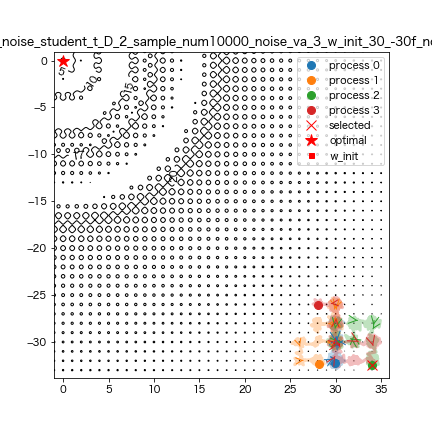 _noise_student_t_D_2_sample_num10000_noise_va_3_w_init_30_-30f_n
process 0
process 1
process 2
process 3
selected
optimal
w_init
0
−5
−10
−15
−20
−25
−30
0 5 10 15 20 25 30 35